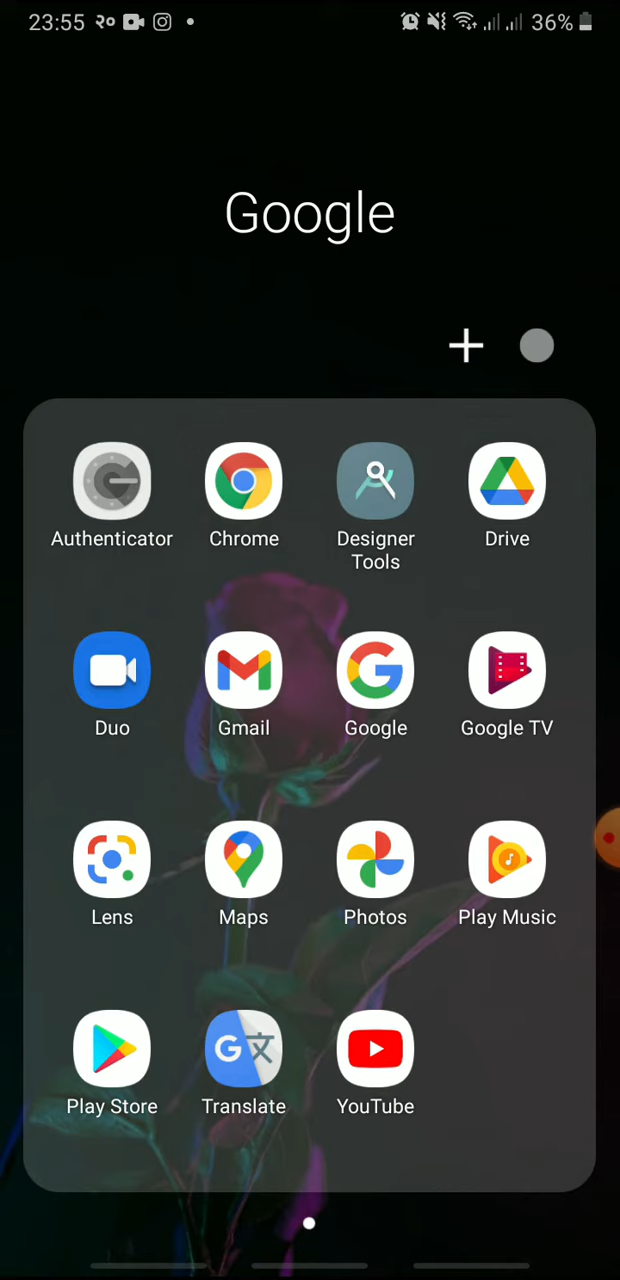 23:55 २० 36%
Google
Authenticator Chrome Designer Tools Drive
Duo Gmail Google Google TV
Lens Maps Photos Play Music
Play Store Translate YouTube